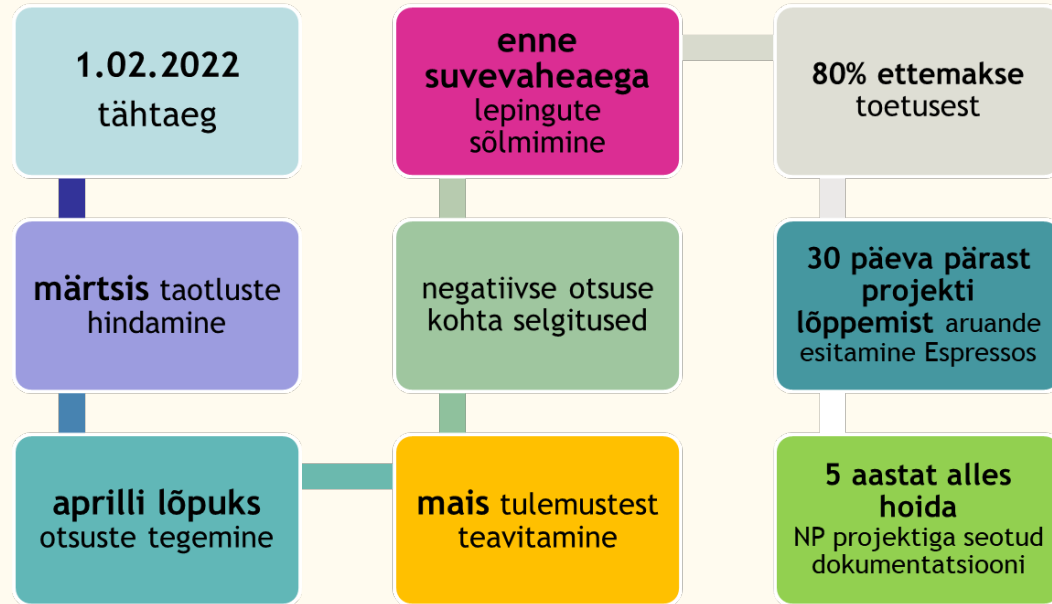 1.02.2022
tähtaeg
märtsis taotluste
hindamine
aprilli lõpuks
otsuste tegemine
mais tulemustest
teavitamine
negatiivse otsuse
kohta selgitused
enne
suvevaheaega
lepingute
sõlmimine
80% ettemakse
toetusest
30 päeva pärast
projekti
lõppemist aruande
esitamine Espressos
5 aastat alles
hoida
NP projektiga seotud
dokumentatsiooni